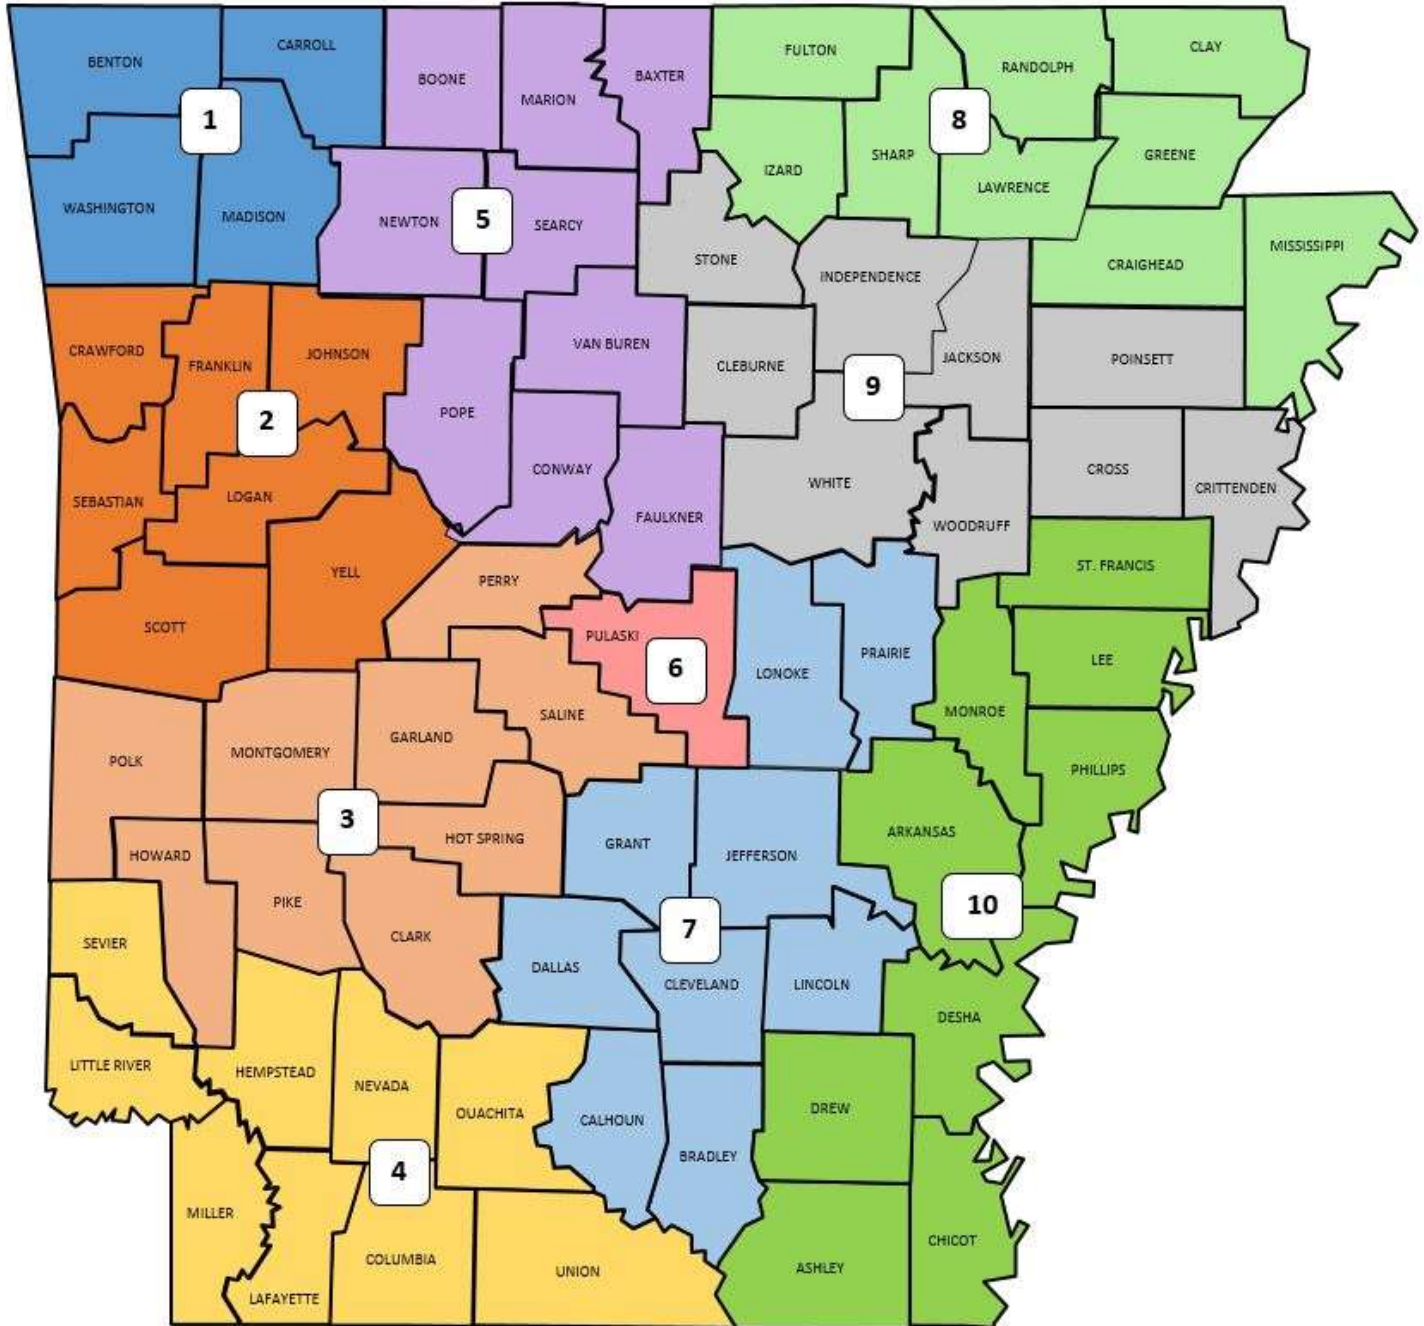 BENTON
CARROLL
BOONE
MARION
BAXTER
FULTON
RANDOLPH
CLAY
1
8
IZARD
SHARP
LAWRENCE
GREENE
WASHINGTON
MADISON
NEWTON
5
SEARCY
STONE
INDEPENDENCE
CRAIGHEAD
MISSISSIPPI
CRAWFORD
FRANKLIN
JOHNSON
VAN BUREN
CLEBURNE
JACKSON
POINSETT
2
POPE
9
SEBASTIAN
LOGAN
CONWAY
FAULKNER
WHITE
WOODRUFF
CROSS
CRITTENDEN
SCOTT
YELL
PERRY
PULASKI
6
LONOKE
PRAIRIE
ST. FRANCIS
LEE
POLK
MONTGOMERY
GARLAND
SALINE
MONROE
PHILLIPS
3
HOWARD
HOT SPRING
GRANT
JEFFERSON
ARKANSAS
SEVIER
PIKE
CLARK
7
10
DALLAS
CLEVELAND
LINCOLN
DESHA
LITTLE RIVER
HEMPSTEAD
NEVADA
OUACHITA
CALHOUN
BRADLEY
DREW
4
MILLER
LAFAYETTE
COLUMBIA
UNION
ASHLEY
CHICOT